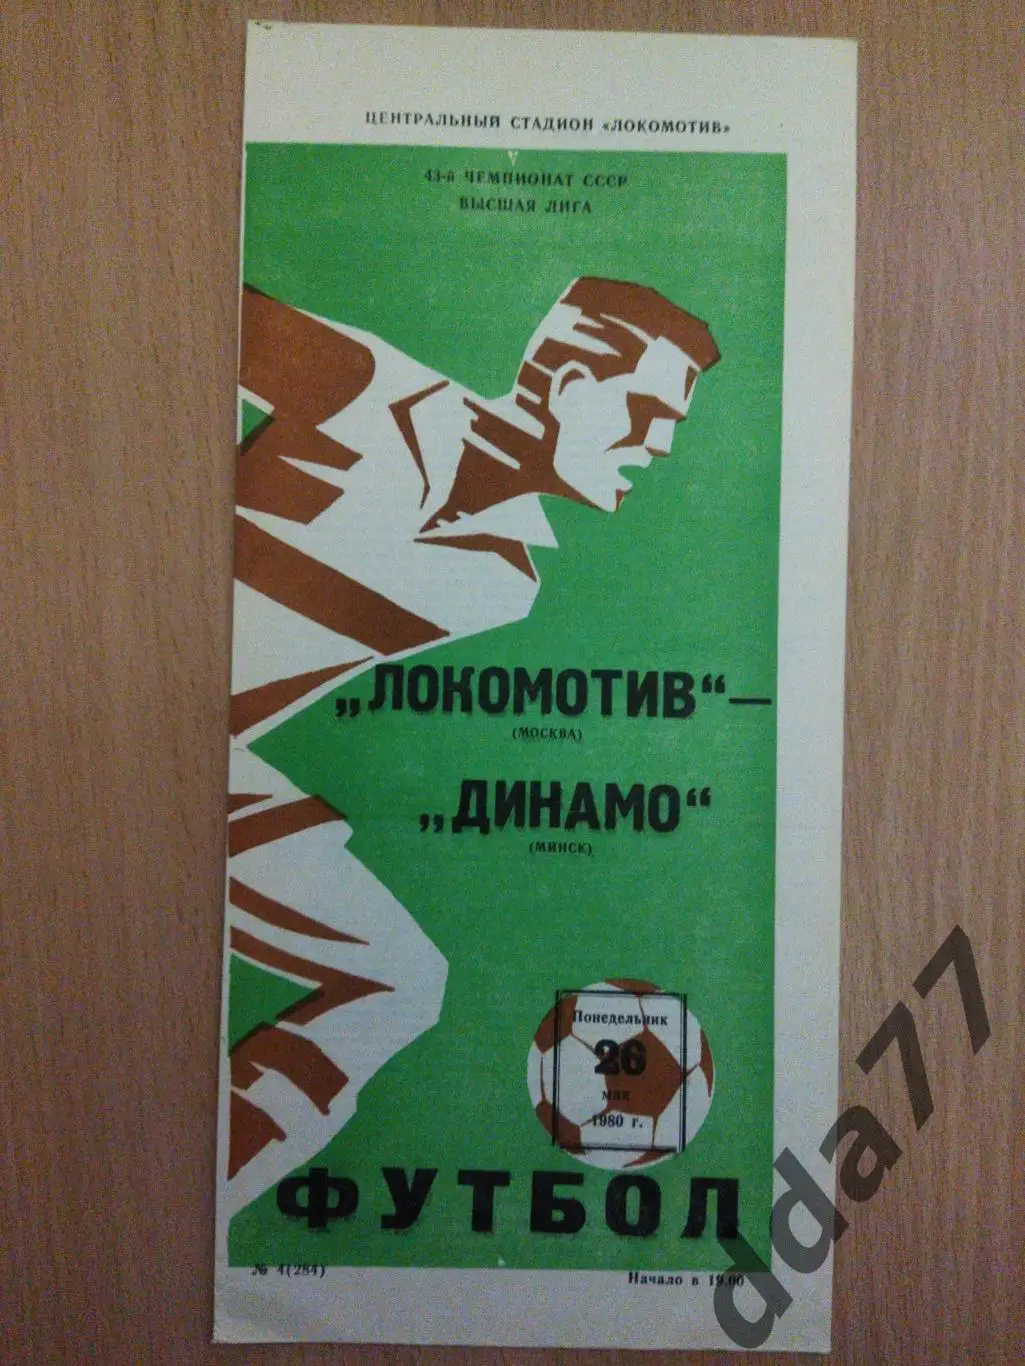 ЦЕНТРАЛЬНЫЙ СТАДИОН «ЛОКОМОТИВ»
43-й ЧЕМПИОНАТ СССР
ВЫСШАЯ ЛИГА
„ЛОКОМОТИВ“ —
(МОСКВА)
„ДИНАМО“
(МИНСК)
Понедельник
26
мая
1980 г.
ФУТБОЛ
№ 4(284)
Начало в 19.00
dda77